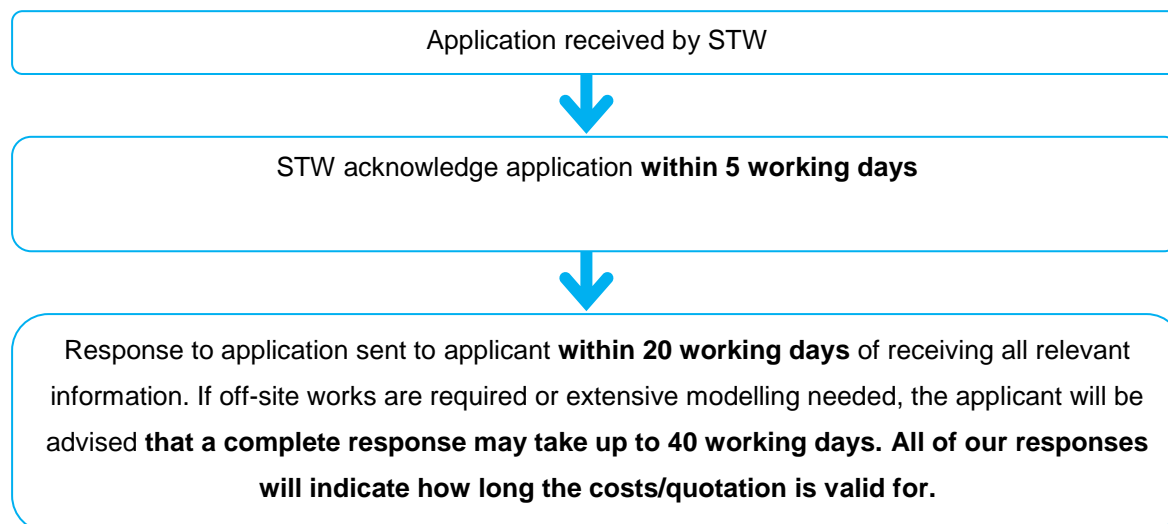 Application received by STW
STW acknowledge application within 5 working days
Response to application sent to applicant within 20 working days of receiving all relevant
information. If off-site works are required or extensive modelling needed, the applicant will be
advised that a complete response may take up to 40 working days. All of our responses
will indicate how long the costs/quotation is valid for.